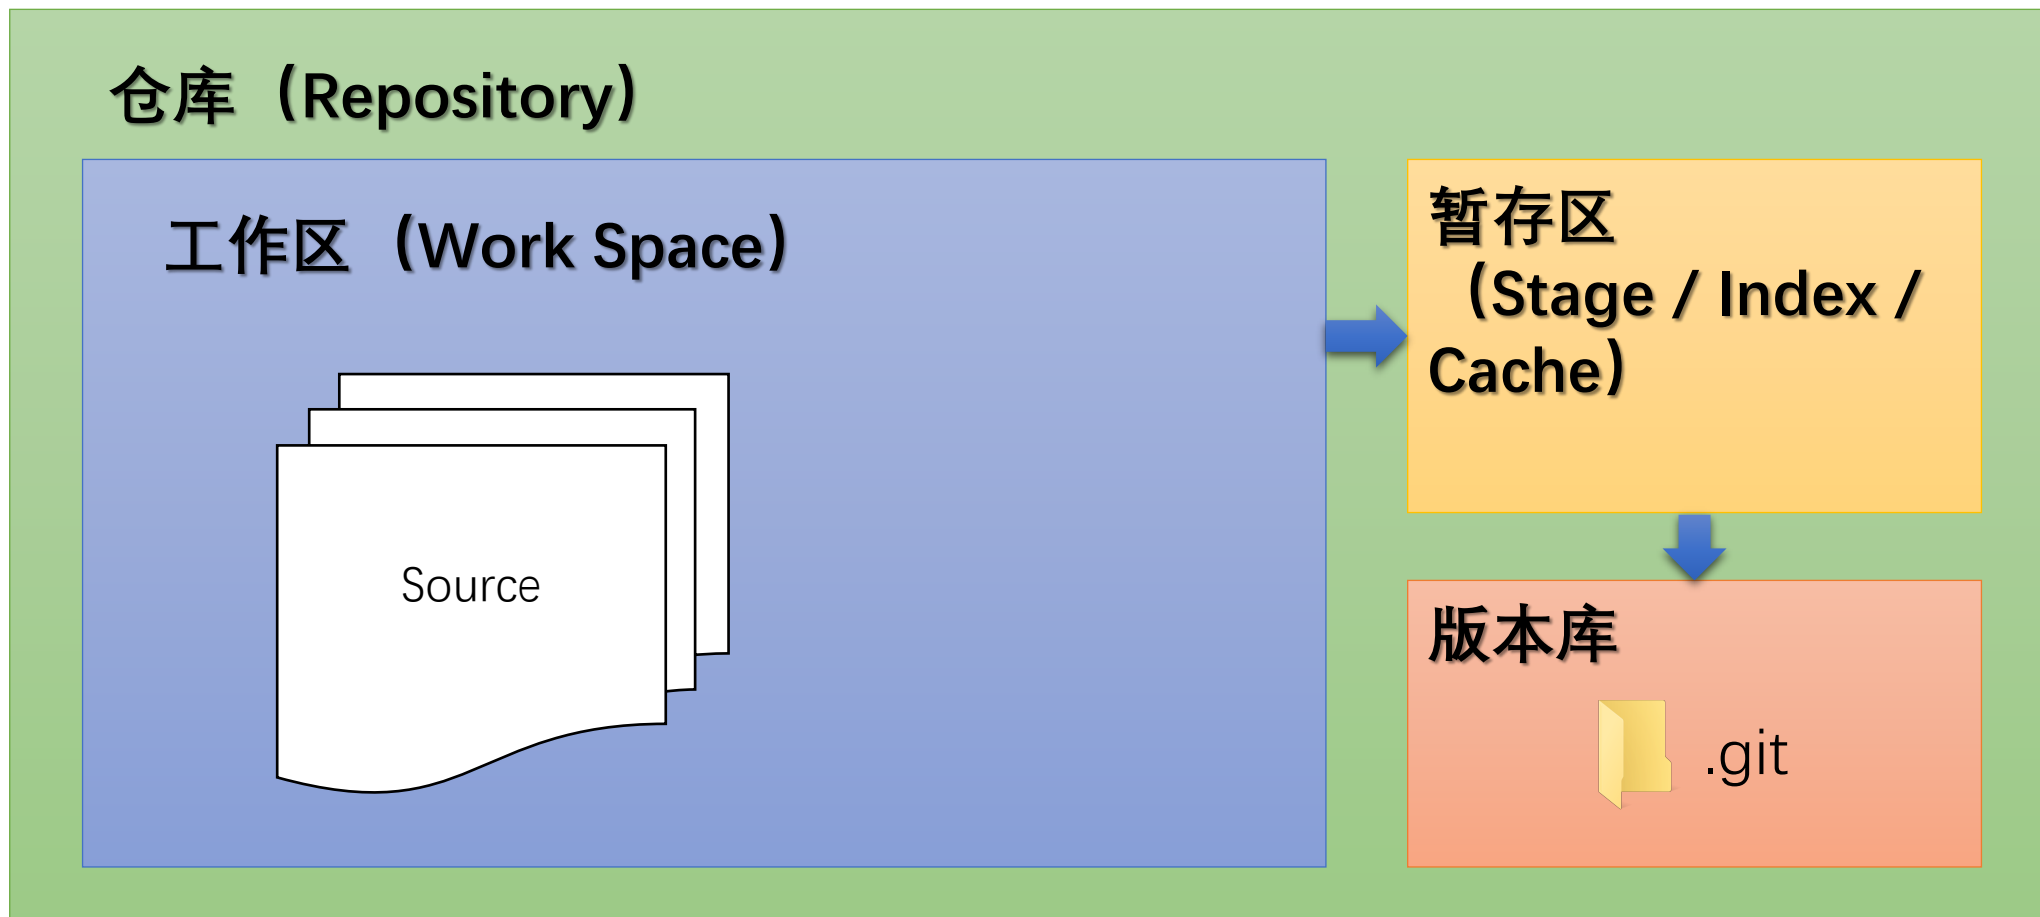 仓库（Repository）
工作区（Work Space）
Source
暂存区
（Stage / Index /
Cache）
版本库
.git